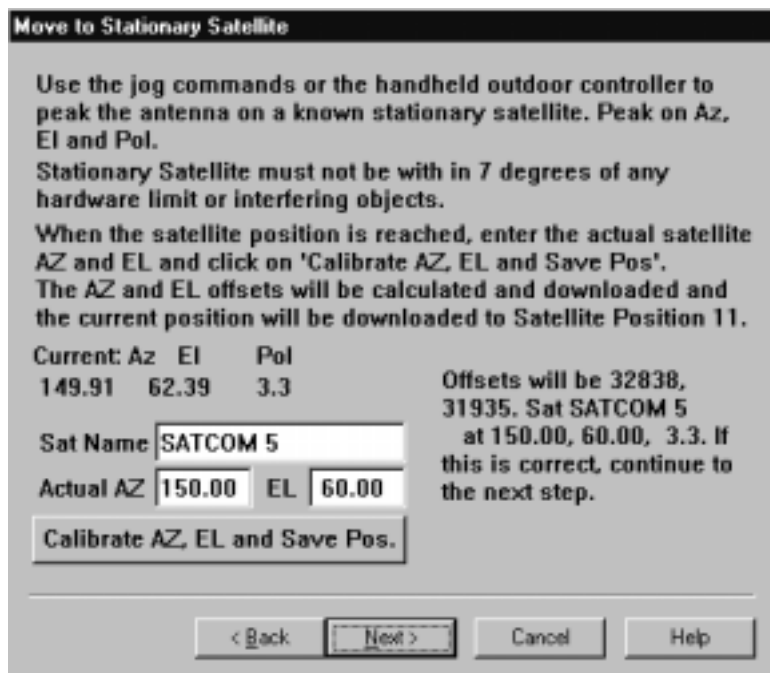 Move to Stationary Satellite
Use the jog commands or the handheld outdoor controller to
peak the antenna on a known stationary satellite. Peak on Az,
El and Pol.
Stationary Satellite must not be with in 7 degrees of any
hardware limit or interfering objects.
When the satellite position is reached, enter the actual satellite
AZ and EL and click on 'Calibrate AZ, EL and Save Pos'.
The AZ and EL offsets will be calculated and downloaded and
the current position will be downloaded to Satellite Position 11.
Current: Az El Pol
149.91 62.39 3.3
Sat Name SATCOM 5
Actual AZ 150.00 EL 60.00
Calibrate AZ, EL and Save Pos.
Offsets will be 32838,
31935. Sat SATCOM 5
at 150.00, 60.00, 3.3. If
this is correct, continue to
the next step.
< Back Next > Cancel Help